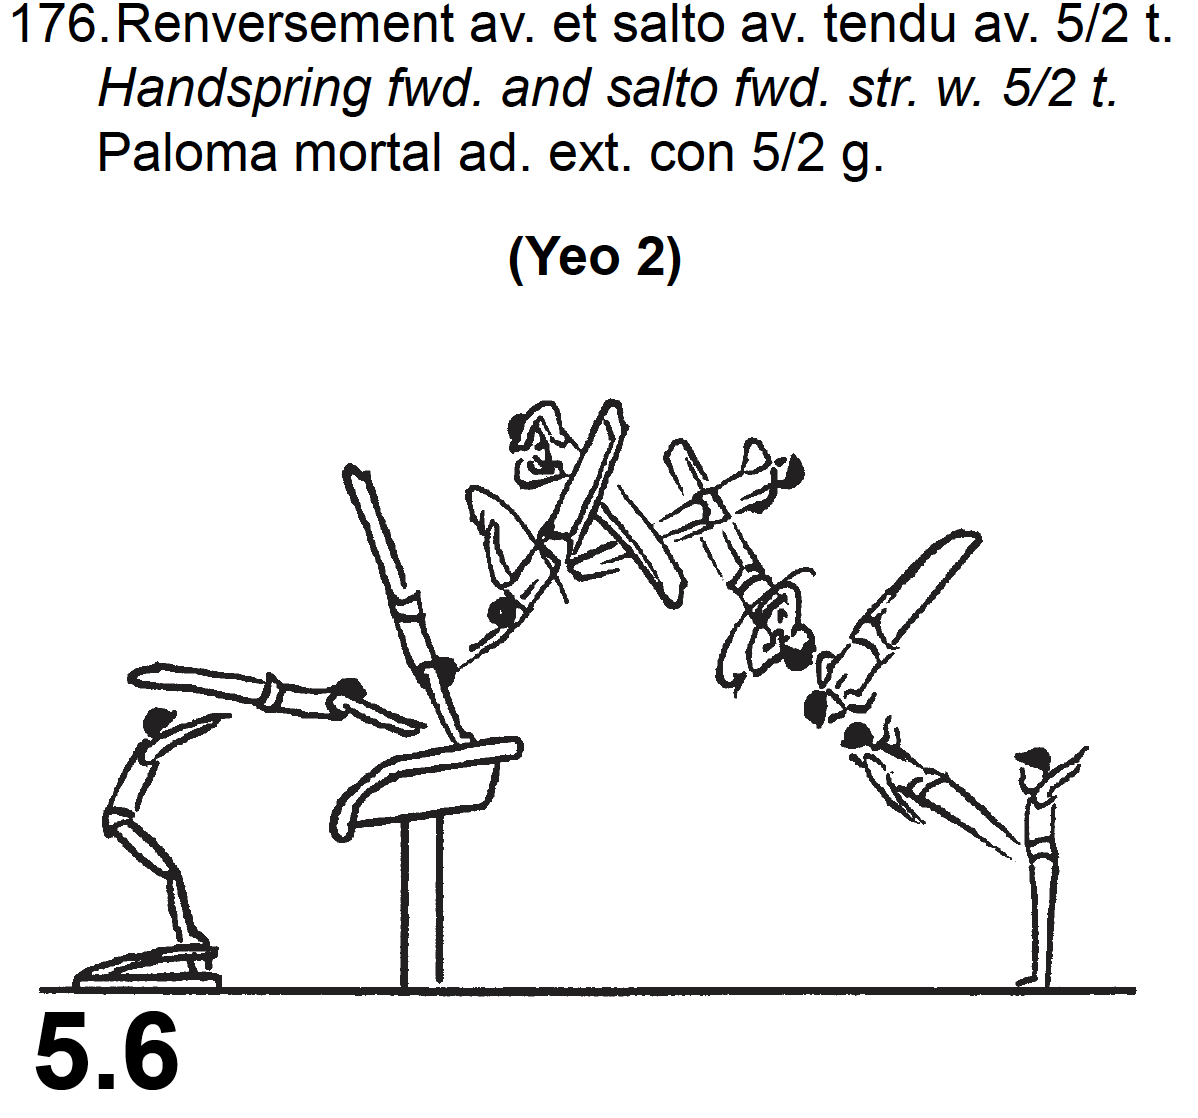 176.Renversement av. et salto av. tendu av. 5/2 t.
Handspring fwd. and salto fwd. str. w. 5/2 t.
Paloma mortal ad. ext. con 5/2 g.
(Yeo 2)
5.6